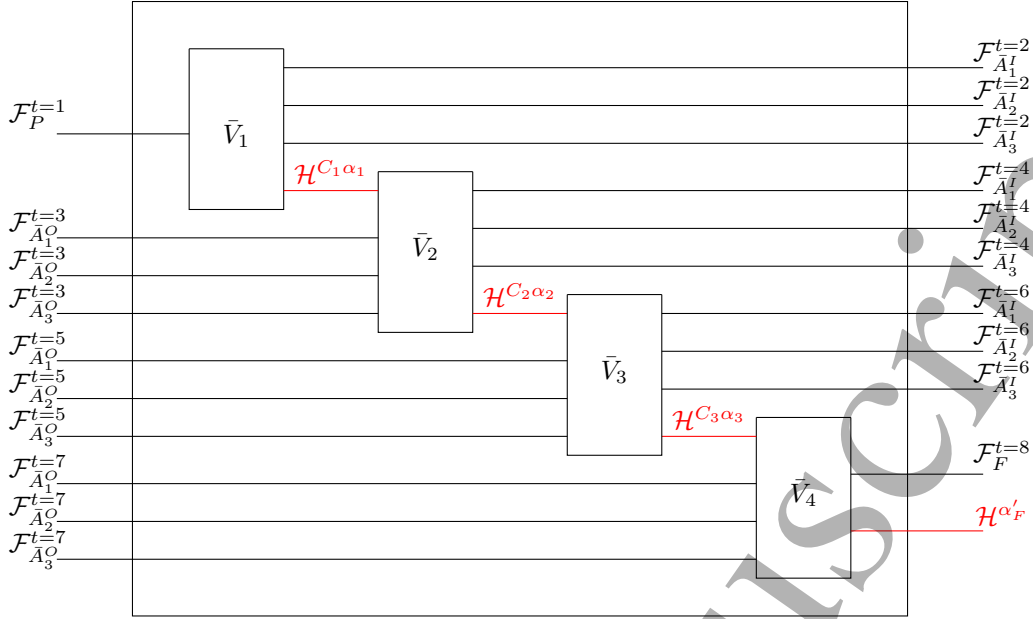 $\mathcal{F}_{P}^{t=1}$
$\bar{V}_1$
$\mathcal{F}_{\bar{A}_1^I}^{t=2}$
$\mathcal{F}_{\bar{A}_2^I}^{t=2}$
$\mathcal{F}_{\bar{A}_3^I}^{t=2}$
$\mathcal{H}^{C_1\alpha_1}$
$\mathcal{F}_{\bar{A}_1^O}^{t=3}$
$\mathcal{F}_{\bar{A}_2^O}^{t=3}$
$\mathcal{F}_{\bar{A}_3^O}^{t=3}$
$\bar{V}_2$
$\mathcal{F}_{\bar{A}_1^I}^{t=4}$
$\mathcal{F}_{\bar{A}_2^I}^{t=4}$
$\mathcal{F}_{\bar{A}_3^I}^{t=4}$
$\mathcal{H}^{C_2\alpha_2}$
$\mathcal{F}_{\bar{A}_1^O}^{t=5}$
$\mathcal{F}_{\bar{A}_2^O}^{t=5}$
$\mathcal{F}_{\bar{A}_3^O}^{t=5}$
$\bar{V}_3$
$\mathcal{F}_{\bar{A}_1^I}^{t=6}$
$\mathcal{F}_{\bar{A}_2^I}^{t=6}$
$\mathcal{F}_{\bar{A}_3^I}^{t=6}$
$\mathcal{H}^{C_3\alpha_3}$
$\mathcal{F}_{\bar{A}_1^O}^{t=7}$
$\mathcal{F}_{\bar{A}_2^O}^{t=7}$
$\mathcal{F}_{\bar{A}_3^O}^{t=7}$
$\bar{V}_4$
$\mathcal{F}_{F}^{t=8}$
$\mathcal{H}^{\alpha'_F}$